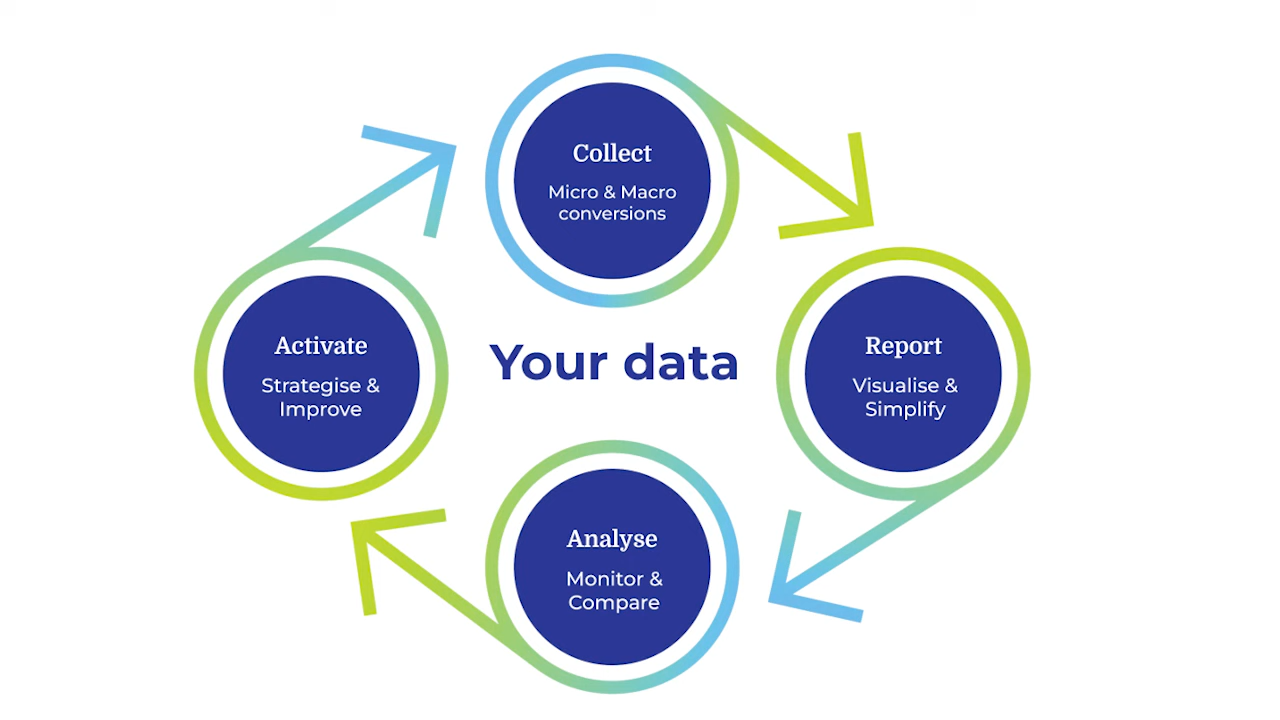 Collect
Micro & Macro
conversions
Activate
Strategise &
Improve
Your data
Report
Visualise &
Simplify
Analyse
Monitor &
Compare